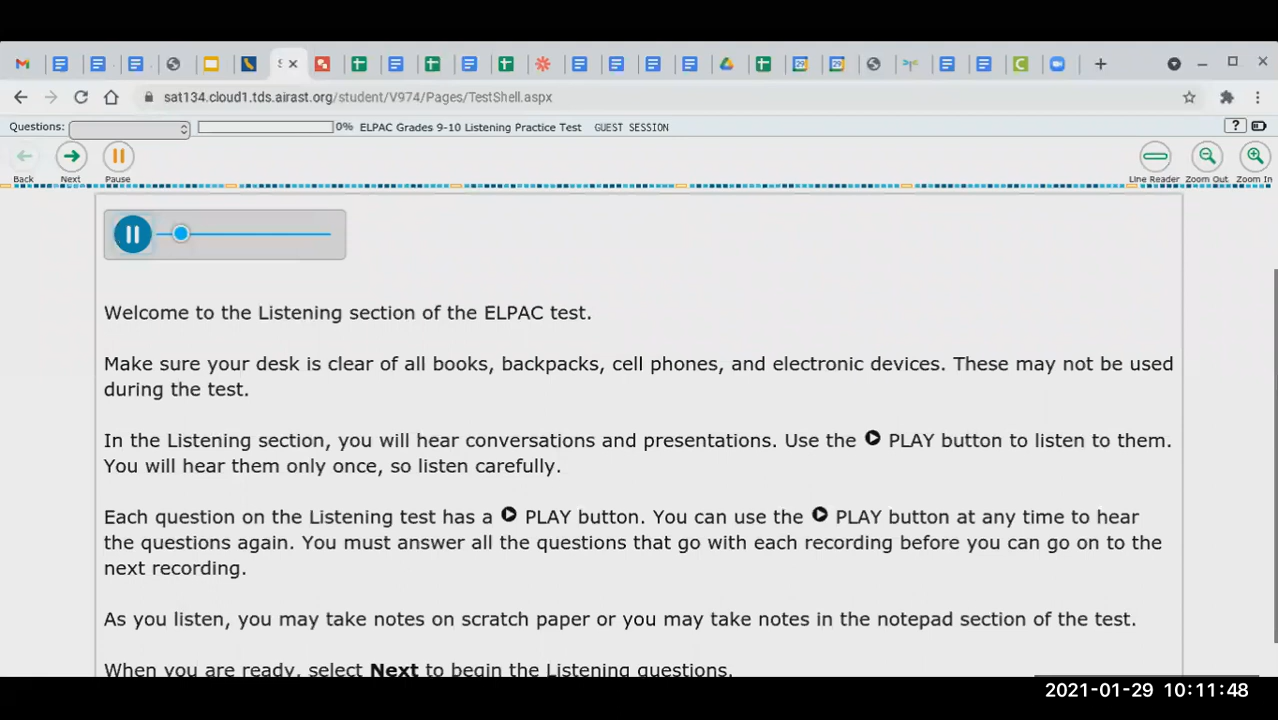 sat134.cloud1.tds.airast.org/student/V974/Pages/TestShell.aspx
Questions: 0% ELPAC Grades 9-10 Listening Practice Test GUEST SESSION ?
Back Next Pause Line Reader Zoom Out Zoom In
Welcome to the Listening section of the ELPAC test.
Make sure your desk is clear of all books, backpacks, cell phones, and electronic devices. These may not be used
during the test.
In the Listening section, you will hear conversations and presentations. Use the PLAY button to listen to them.
You will hear them only once, so listen carefully.
Each question on the Listening test has a PLAY button. You can use the PLAY button at any time to hear
the questions again. You must answer all the questions that go with each recording before you can go on to the
next recording.
As you listen, you may take notes on scratch paper or you may take notes in the notepad section of the test.
When you are ready, select Next to begin the Listening questions.
2021-01-29 10:11:48